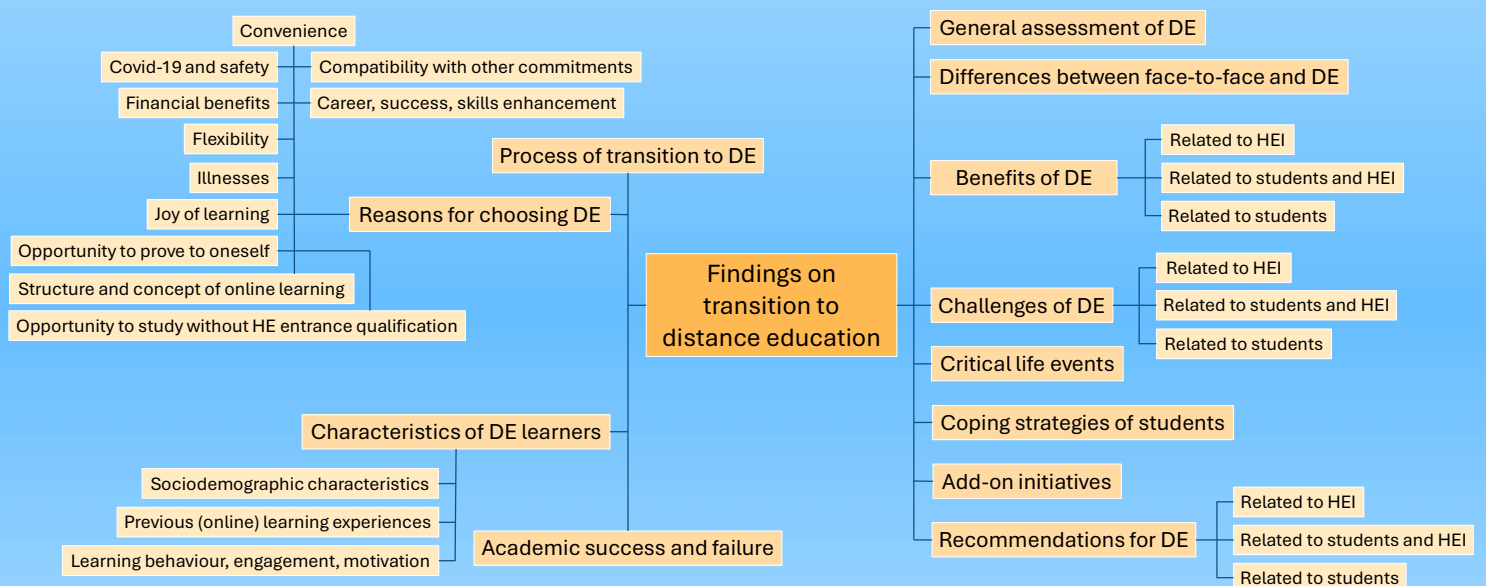 Convenience
Covid-19 and safety
Compatibility with other commitments
Financial benefits
Career, success, skills enhancement
Flexibility
Illnesses
Joy of learning
Opportunity to prove to oneself
Structure and concept of online learning
Opportunity to study without HE entrance qualification
Process of transition to DE
Reasons for choosing DE
Characteristics of DE learners
Sociodemographic characteristics
Previous (online) learning experiences
Learning behaviour, engagement, motivation
Academic success and failure
Findings on
transition to
distance education
General assessment of DE
Differences between face-to-face and DE
Benefits of DE
Related to HEI
Related to students and HEI
Related to students
Challenges of DE
Related to HEI
Related to students and HEI
Related to students
Critical life events
Coping strategies of students
Add-on initiatives
Recommendations for DE
Related to HEI
Related to students and HEI
Related to students